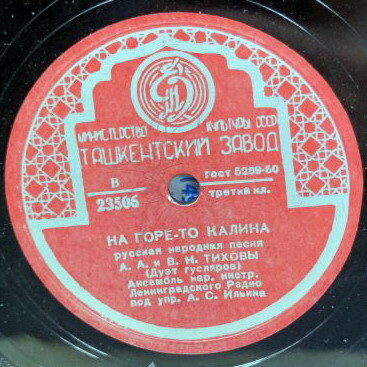 МИНИСТЕРСТВО КУЛЬТУРЫ СССР
ТАШКЕНТСКИЙ ЗАВОД
В
23506
ГОСТ 5289-50
третий кл.
НА ГОРЕ-ТО КАЛИНА
русская народная песня
А. А. и В. Н. ТИХОВЫ
(Дуэт гусляров)
Ансамбль нар. инстр.
Ленинградского Радио
под упр. А. С. Ильина